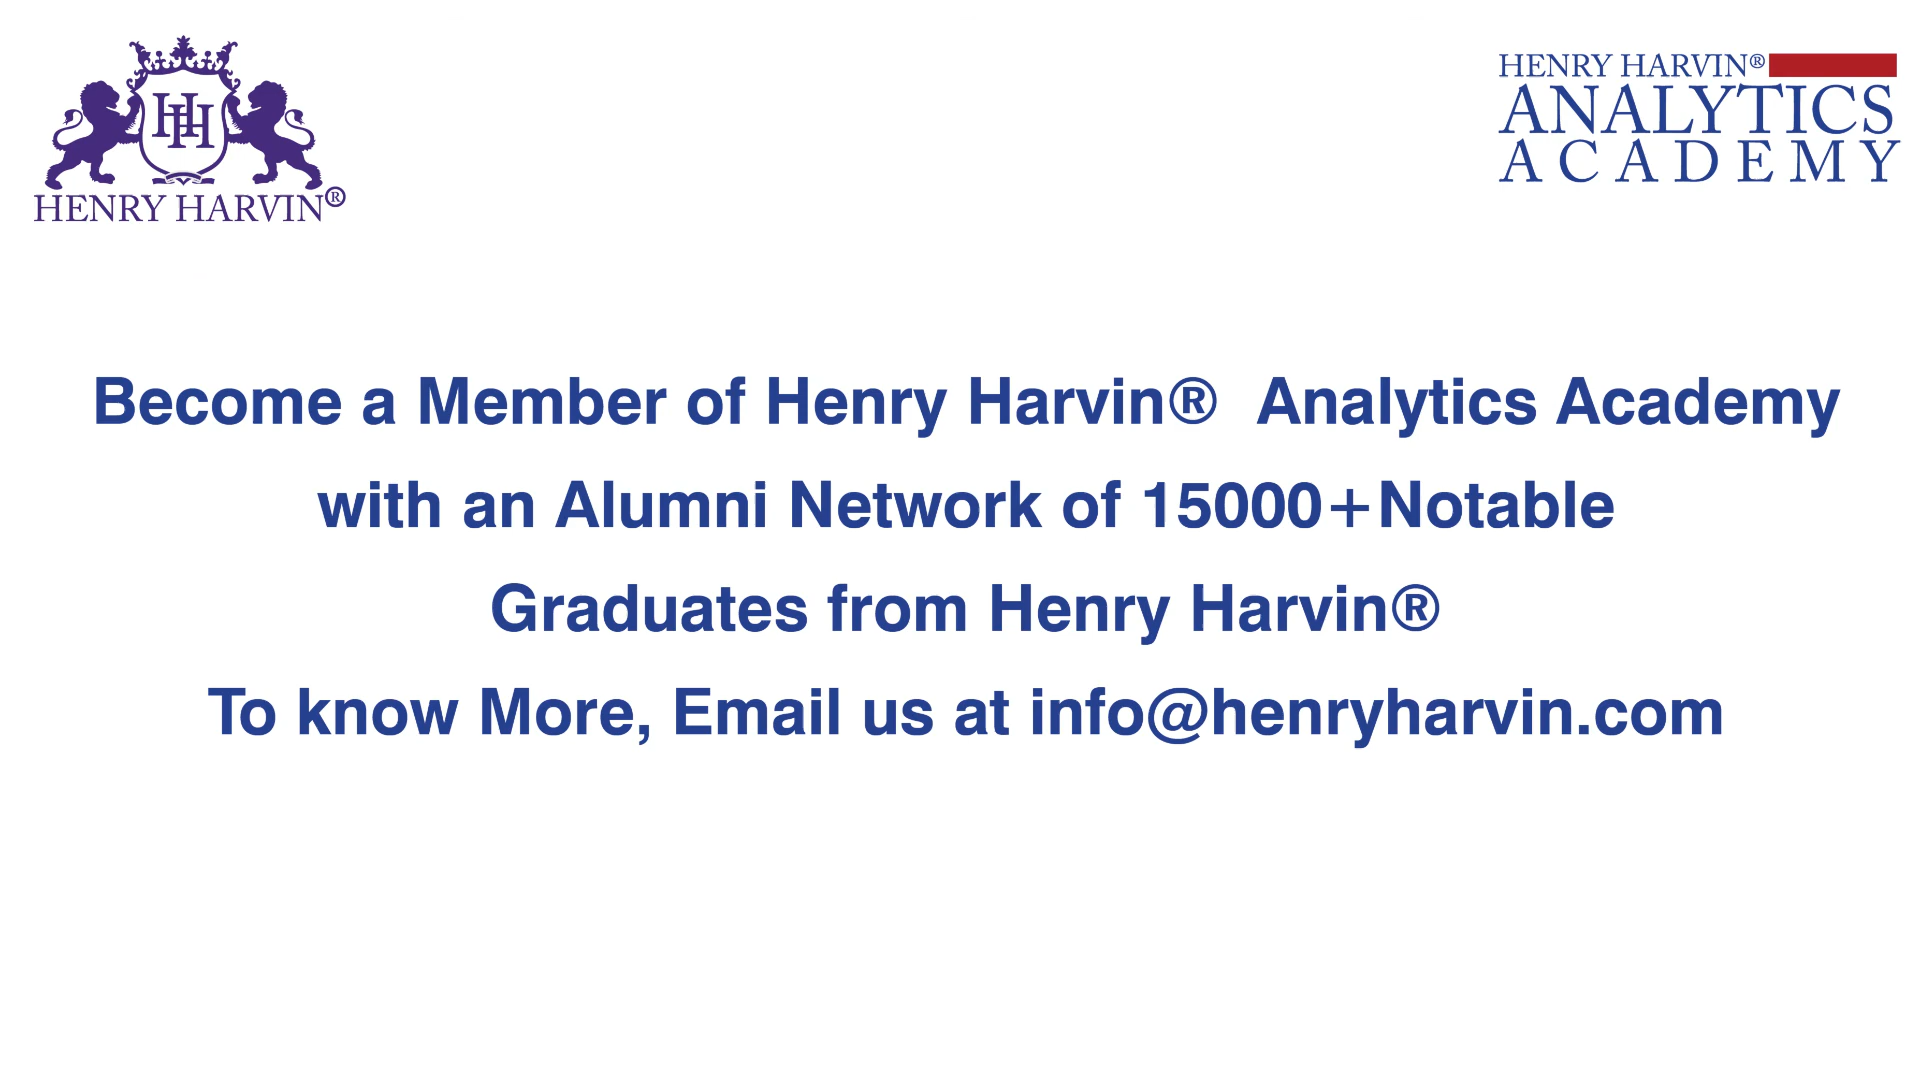 HH
HENRY HARVIN®
HENRY HARVIN®
ANALYTICS
ACADEMY
Become a Member of Henry Harvin®  Analytics Academy
with an Alumni Network of 15000+Notable
Graduates from Henry Harvin®
To know More, Email us at info@henryharvin.com